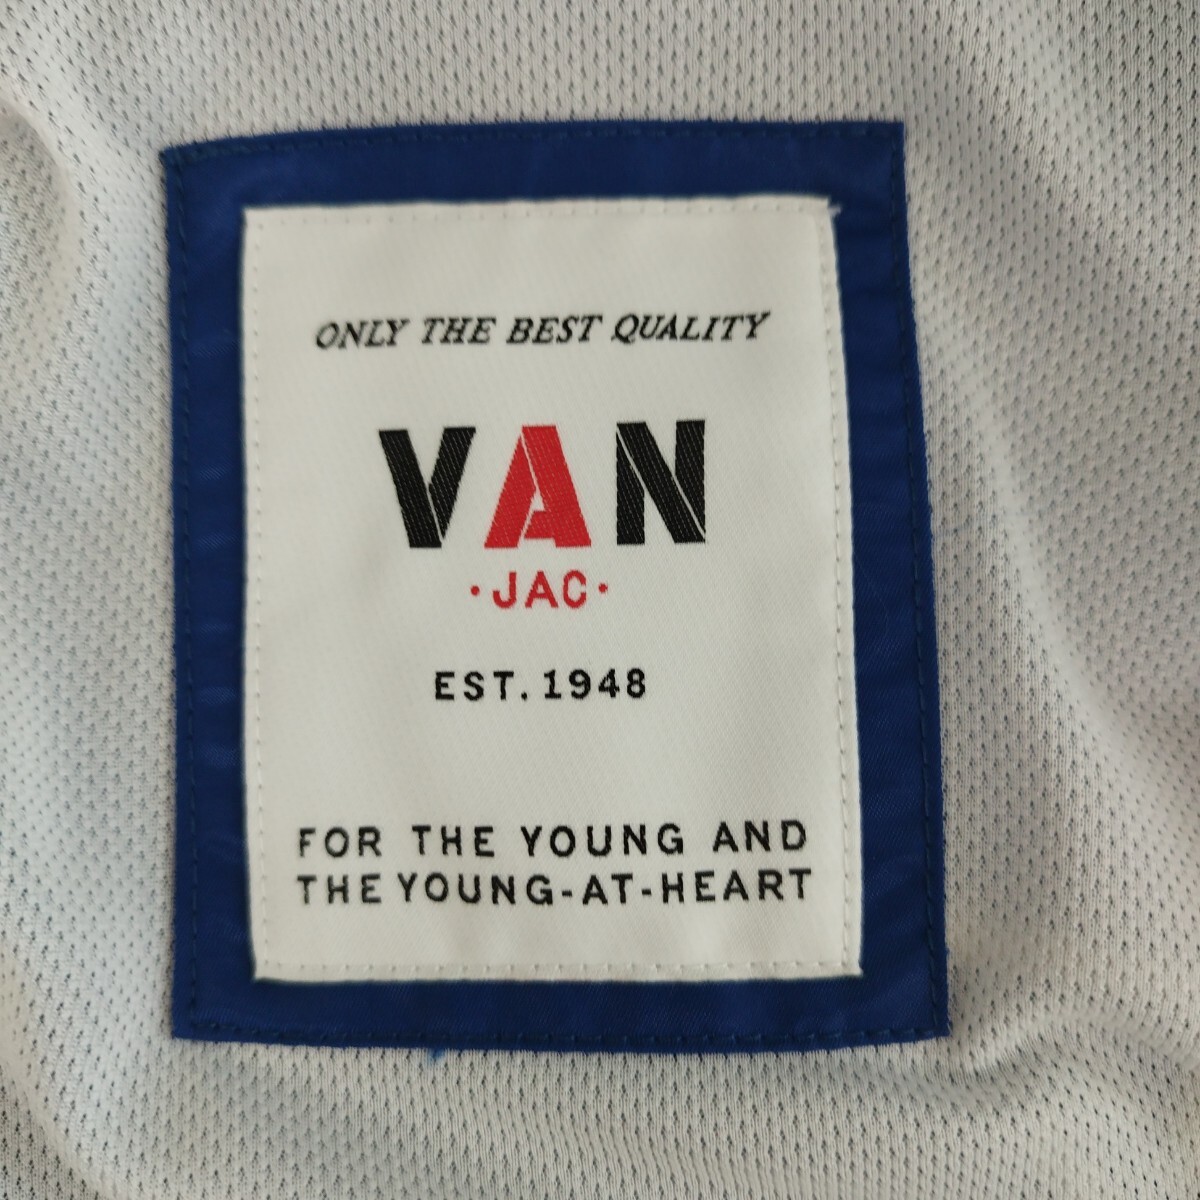 ONLY THE BEST QUALITY
VAN
·JAC·
EST. 1948
FOR THE YOUNG AND
THE YOUNG-AT-HEART